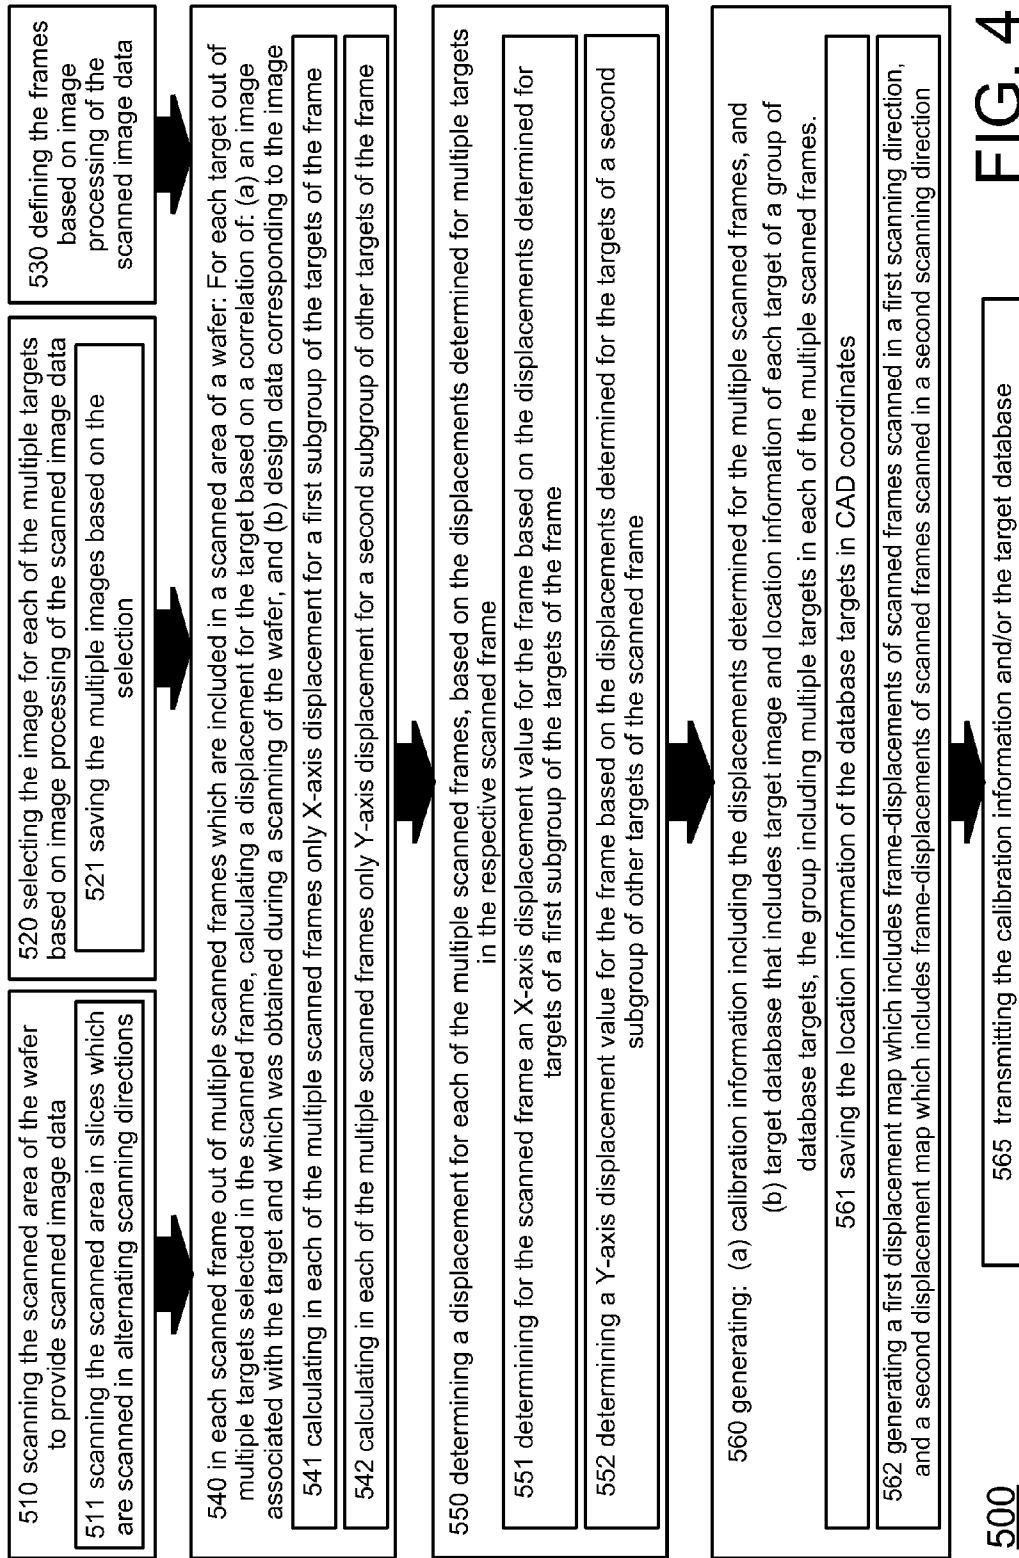 510 scanning the scanned area of the wafer
to provide scanned image data
511 scanning the scanned area in slices which
are scanned in alternating scanning directions
520 selecting the image for each of the multiple targets
based on image processing of the scanned image data
521 saving the multiple images based on the
selection
530 defining the frames
based on image
processing of the
scanned image data
540 in each scanned frame out of multiple scanned frames which are included in a scanned area of a wafer: For each target out of
multiple targets selected in the scanned frame, calculating a displacement for the target based on a correlation of: (a) an image
associated with the target and which was obtained during a scanning of the wafer, and (b) design data corresponding to the image
541 calculating in each of the multiple scanned frames only X-axis displacement for a first subgroup of the targets of the frame
542 calculating in each of the multiple scanned frames only Y-axis displacement for a second subgroup of other targets of the frame
550 determining a displacement for each of the multiple scanned frames, based on the displacements determined for multiple targets
in the respective scanned frame
551 determining for the scanned frame an X-axis displacement value for the frame based on the displacements determined for
targets of a first subgroup of the targets of the frame
552 determining a Y-axis displacement value for the frame based on the displacements determined for the targets of a second
subgroup of other targets of the scanned frame
560 generating: (a) calibration information including the displacements determined for the multiple scanned frames, and
(b) target database that includes target image and location information of each target of a group of
database targets, the group including multiple targets in each of the multiple scanned frames.
561 saving the location information of the database targets in CAD coordinates
562 generating a first displacement map which includes frame-displacements of scanned frames scanned in a first scanning direction,
and a second displacement map which includes frame-displacements of scanned frames scanned in a second scanning direction
565 transmitting the calibration information and/or the target database
500
FIG. 4